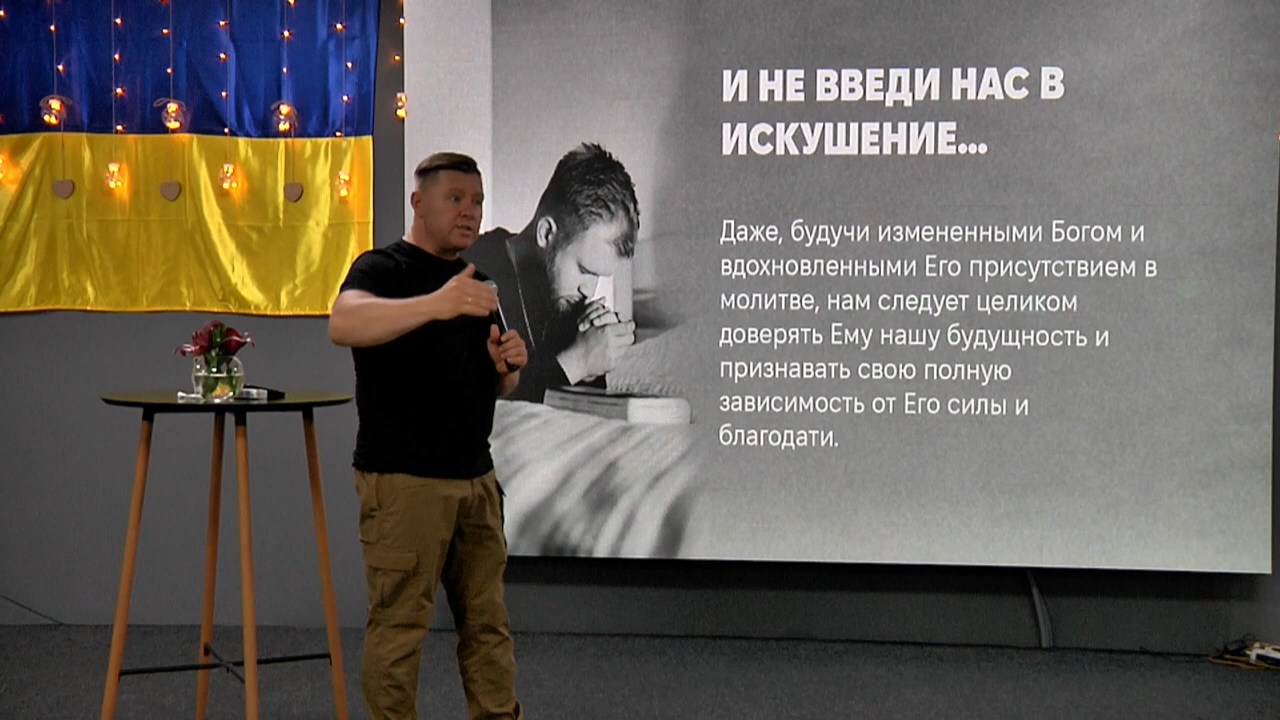 И НЕ ВВЕДИ НАС В
ИСКУШЕНИЕ...
Даже, будучи измененными Богом и
вдохновленными Его присутствием в
молитве, нам следует целиком
доверять Ему нашу будущность и
признавать свою полную
зависимость от Его силы и
благодати.